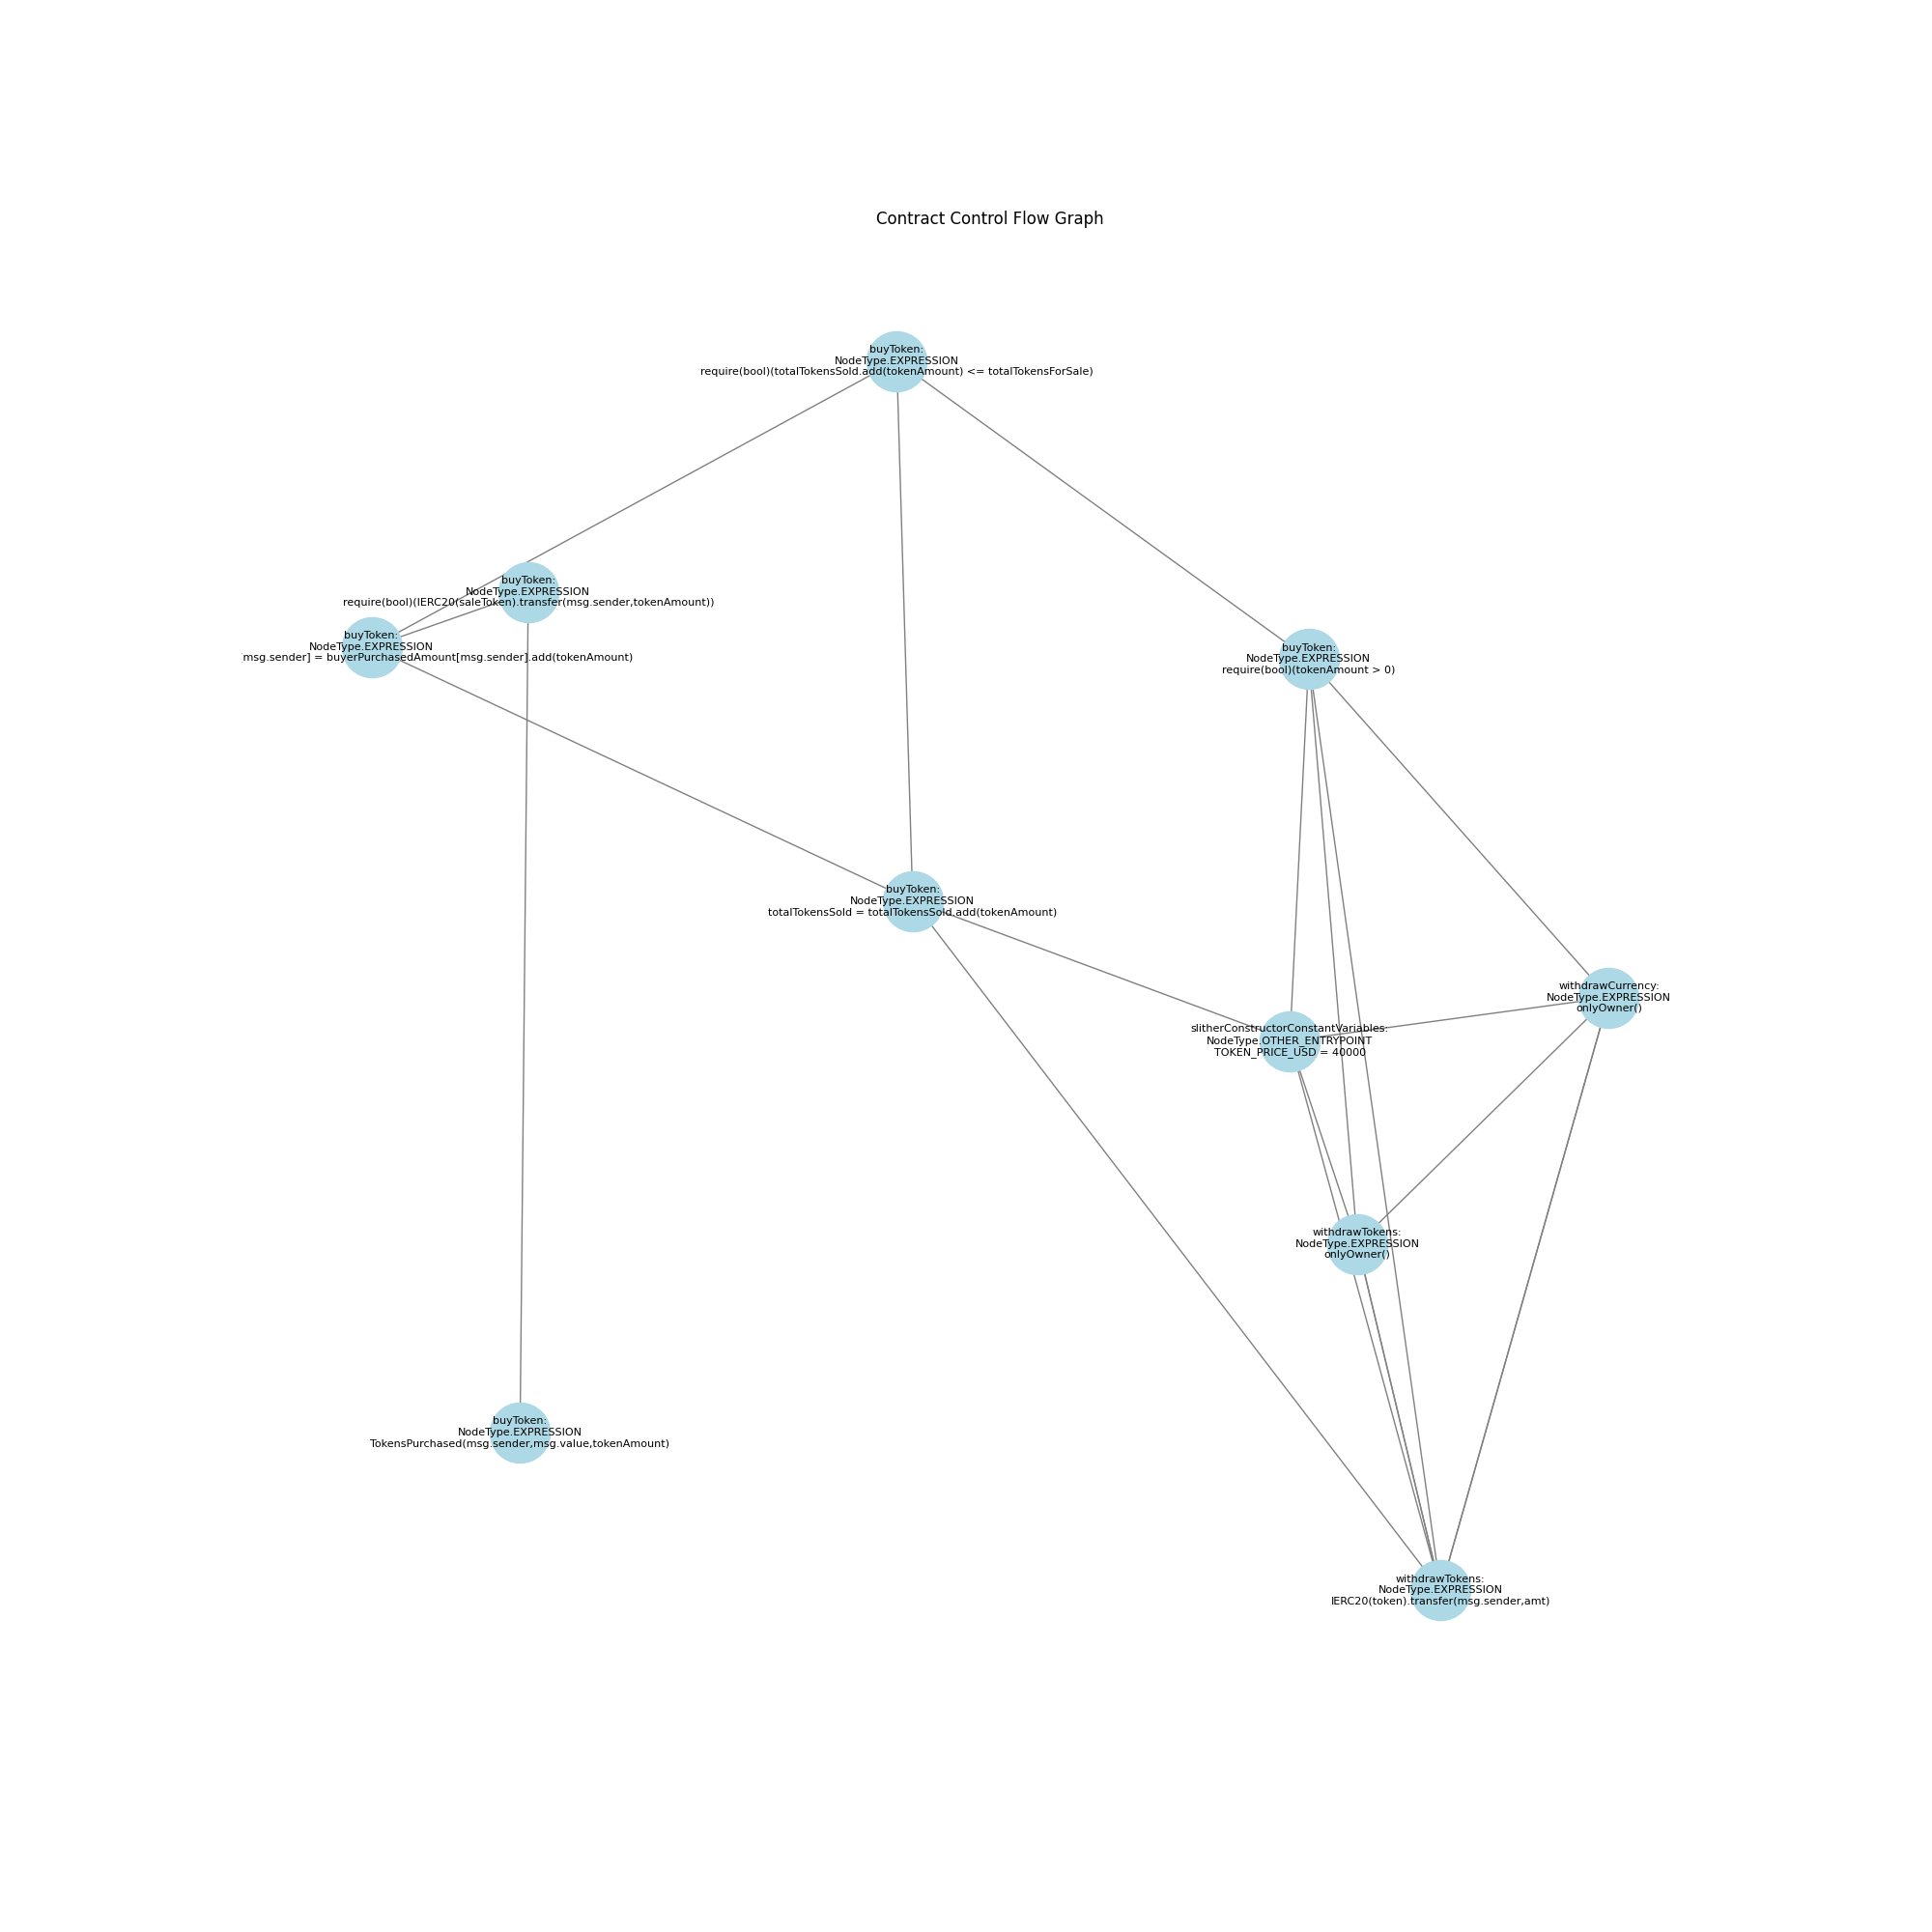 Contract Control Flow Graph
buyToken:
NodeType.EXPRESSION
require(bool)(totalTokensSold.add(tokenAmount) <= totalTokensForSale)
buyToken:
NodeType.EXPRESSION
require(bool)(IERC20(saleToken).transfer(msg.sender,tokenAmount))
buyToken:
NodeType.EXPRESSION
msg.sender] = buyerPurchasedAmount[msg.sender].add(tokenAmount)
buyToken:
NodeType.EXPRESSION
require(bool)(tokenAmount > 0)
buyToken:
NodeType.EXPRESSION
totalTokensSold = totalTokensSold.add(tokenAmount)
withdrawCurrency:
NodeType.EXPRESSION
onlyOwner()
slitherConstructorConstantVariables:
NodeType.OTHER_ENTRYPOINT
TOKEN_PRICE_USD = 40000
withdrawTokens:
NodeType.EXPRESSION
onlyOwner()
buyToken:
NodeType.EXPRESSION
TokensPurchased(msg.sender,msg.value,tokenAmount)
withdrawTokens:
NodeType.EXPRESSION
IERC20(token).transfer(msg.sender,amt)